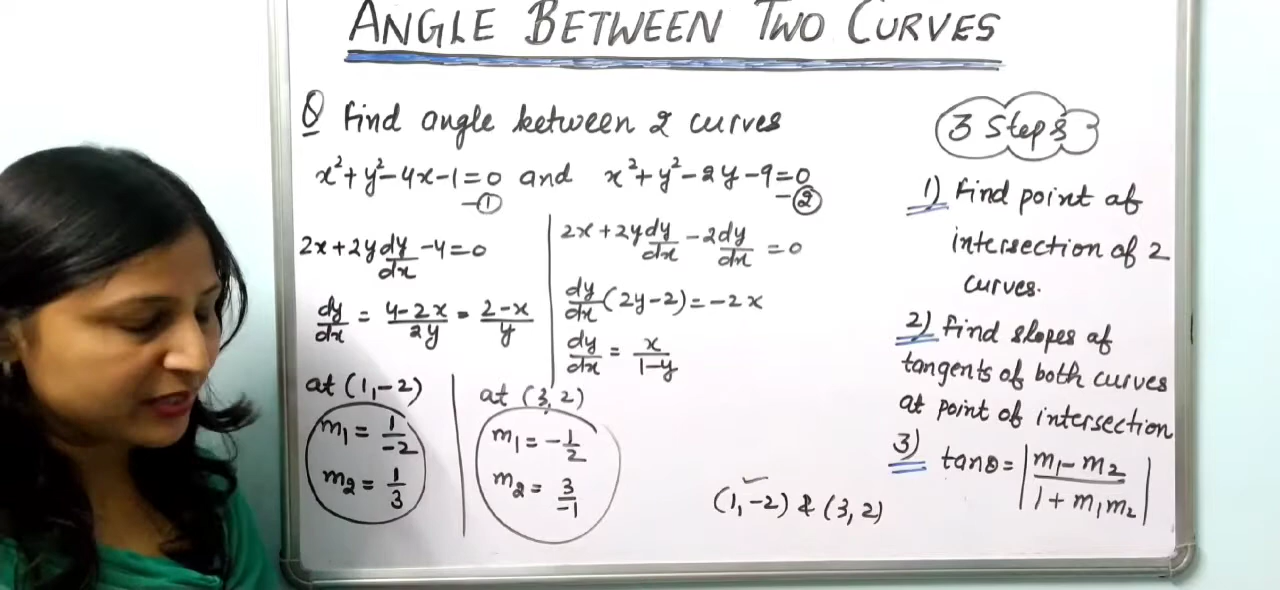 ANGLE BETWEEN TWO CURVES
Q Find angle between 2 curves
x²+y²-4x-1=0 and x²+y²-2y-9=0
-① -②
2x+2y dy/dx -4=0
dy/dx = 4-2x/2y = 2-x/y
2x+2y dy/dx -2 dy/dx = 0
dy/dx (2y-2) = -2x
dy/dx = x/1-y
at (1,-2)
m₁ = 1/-2
m₂ = 1/3
at (3,2)
m₁ = -1/2
m₂ = 3/-1
(1,-2) & (3,2)
3 Steps
1) Find point of
intersection of 2
curves.
2) Find slopes of
tangents of both curves
at point of intersection
3) tanθ = |m₁-m₂/1+m₁m₂|